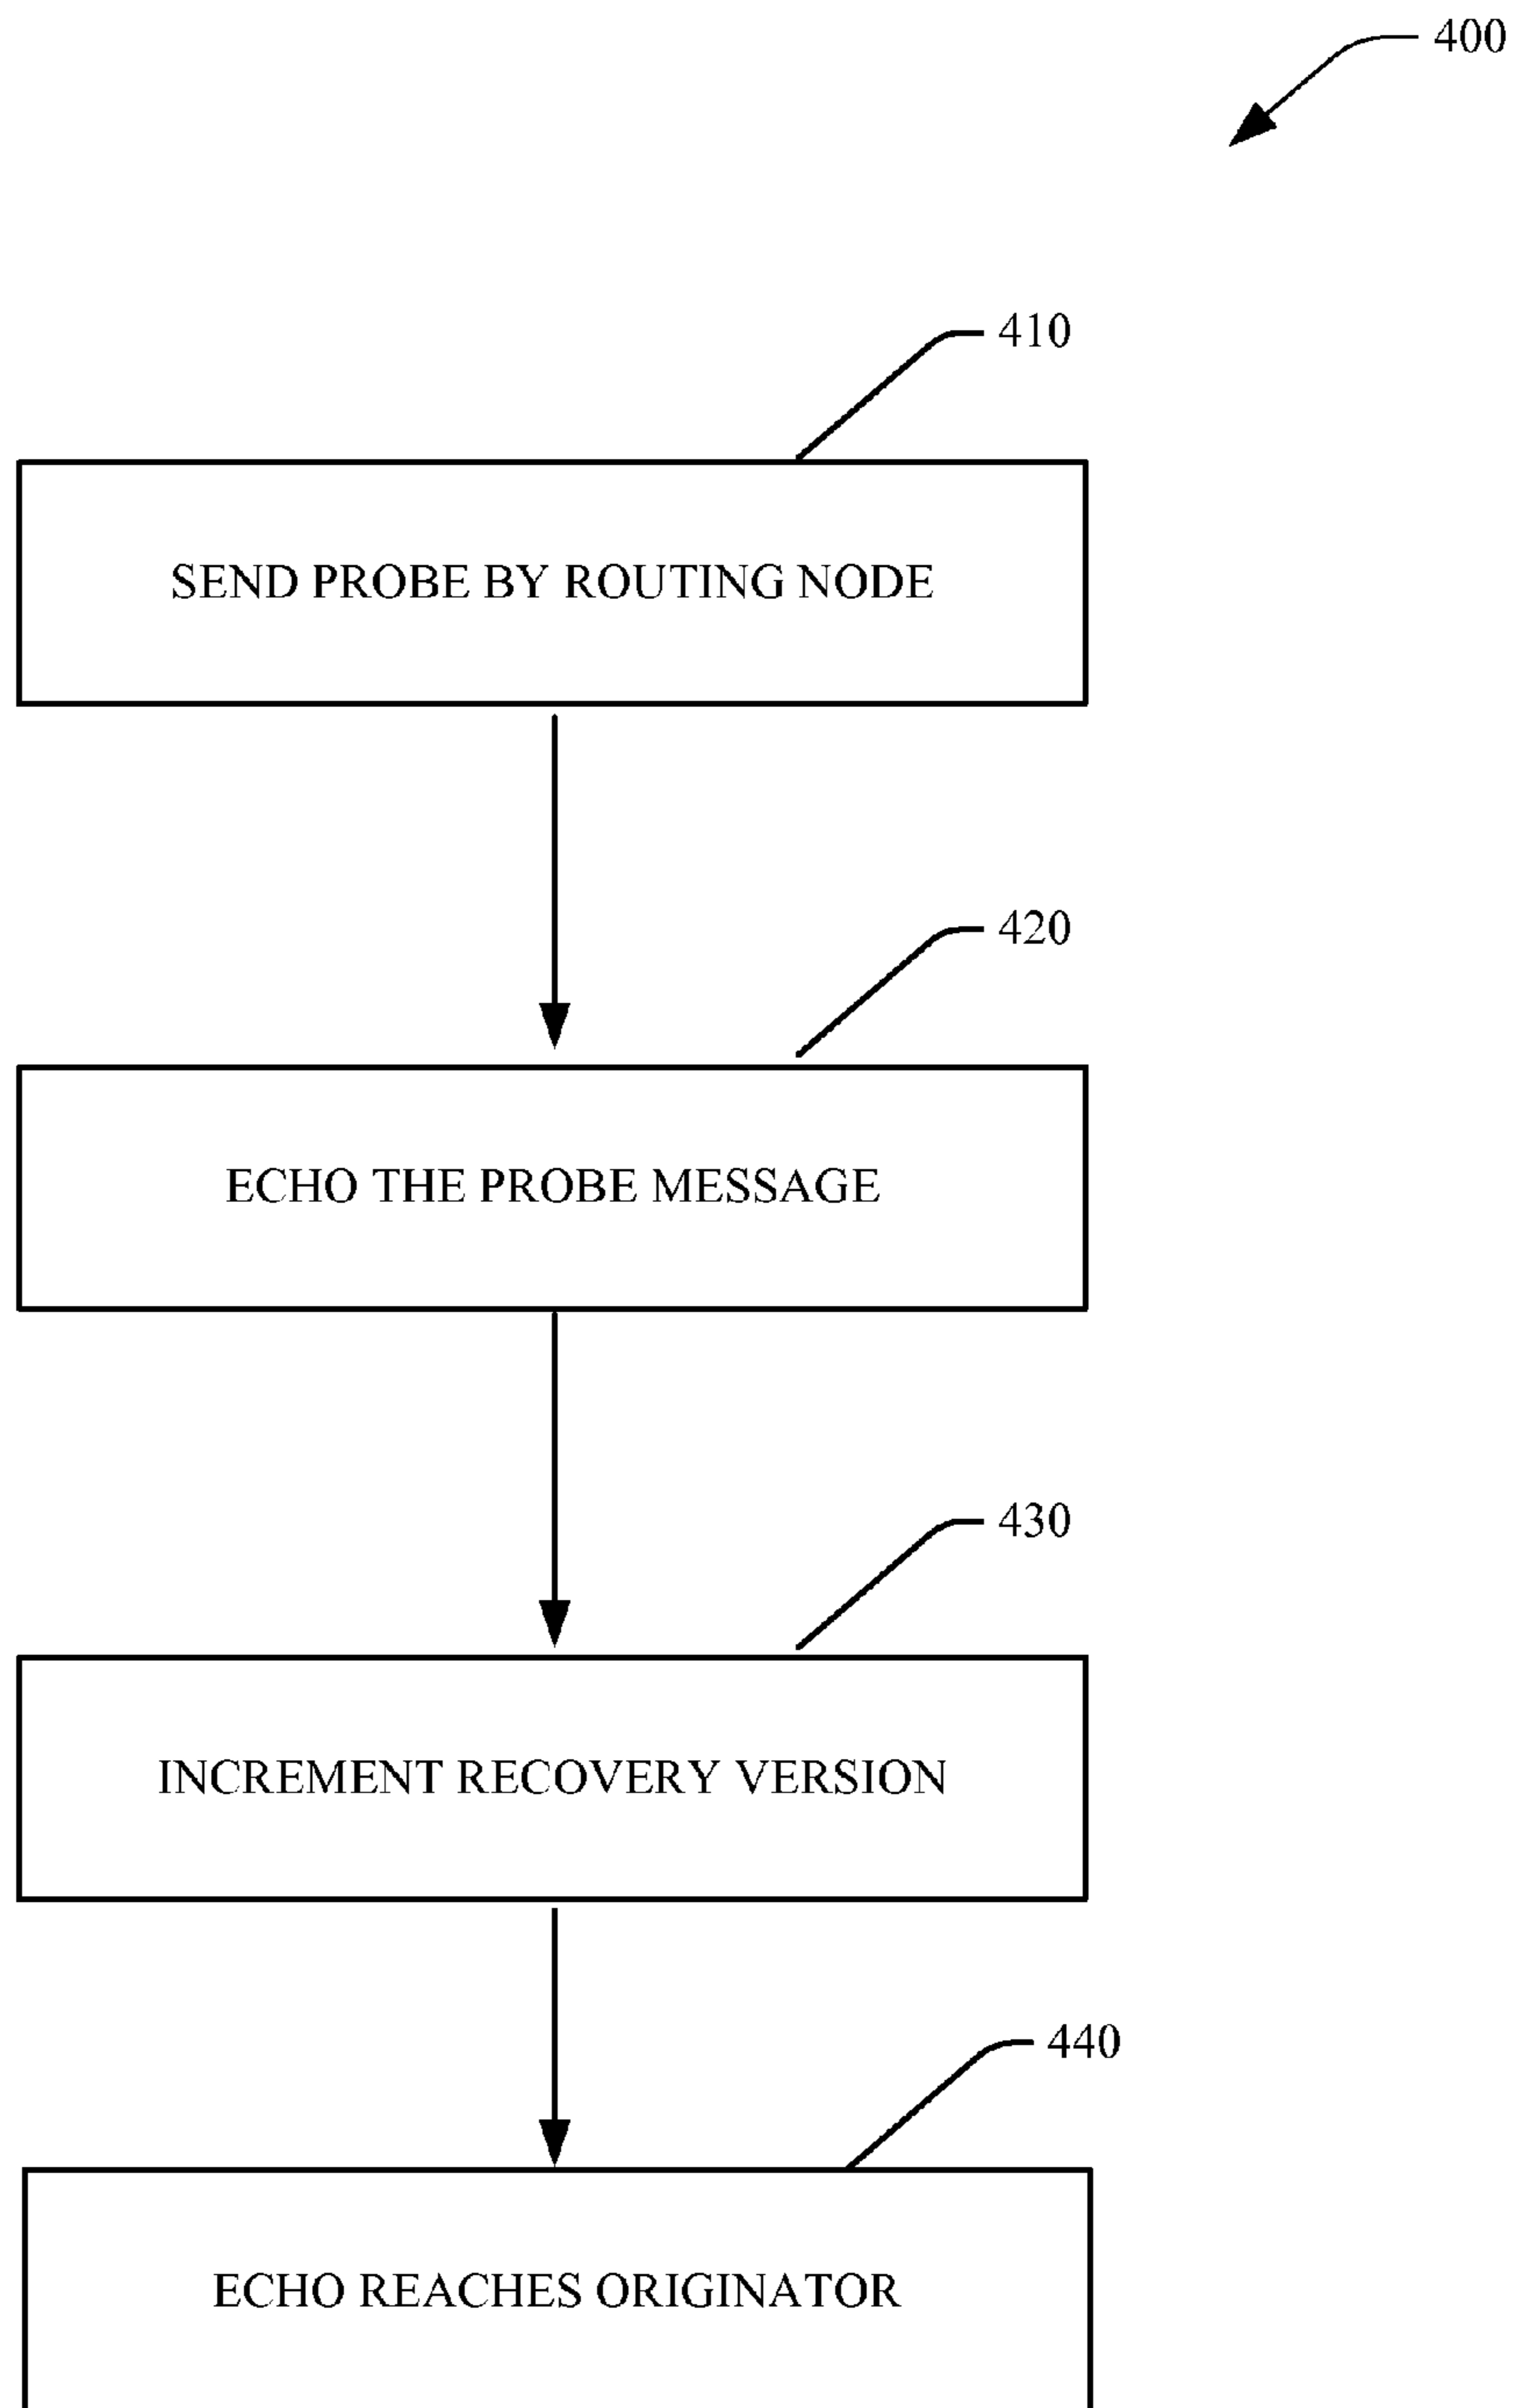 400
410
SEND PROBE BY ROUTING NODE
420
ECHO THE PROBE MESSAGE
430
INCREMENT RECOVERY VERSION
440
ECHO REACHES ORIGINATOR